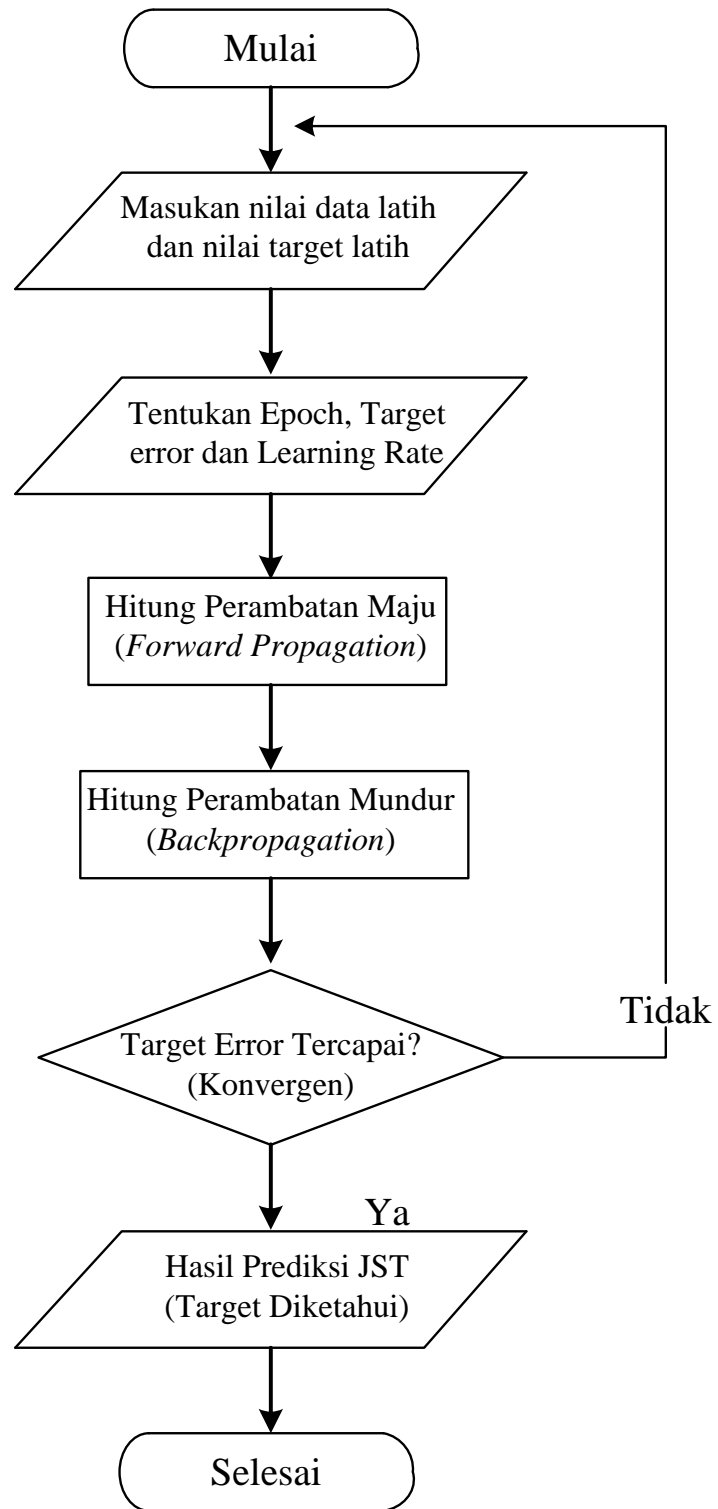 Mulai
Masukan nilai data latih
dan nilai target latih
Tentukan Epoch, Target
error dan Learning Rate
Hitung Perambatan Maju
(Forward Propagation)
Hitung Perambatan Mundur
(Backpropagation)
Target Error Tercapai?
(Konvergen)
Tidak
Ya
Hasil Prediksi JST
(Target Diketahui)
Selesai